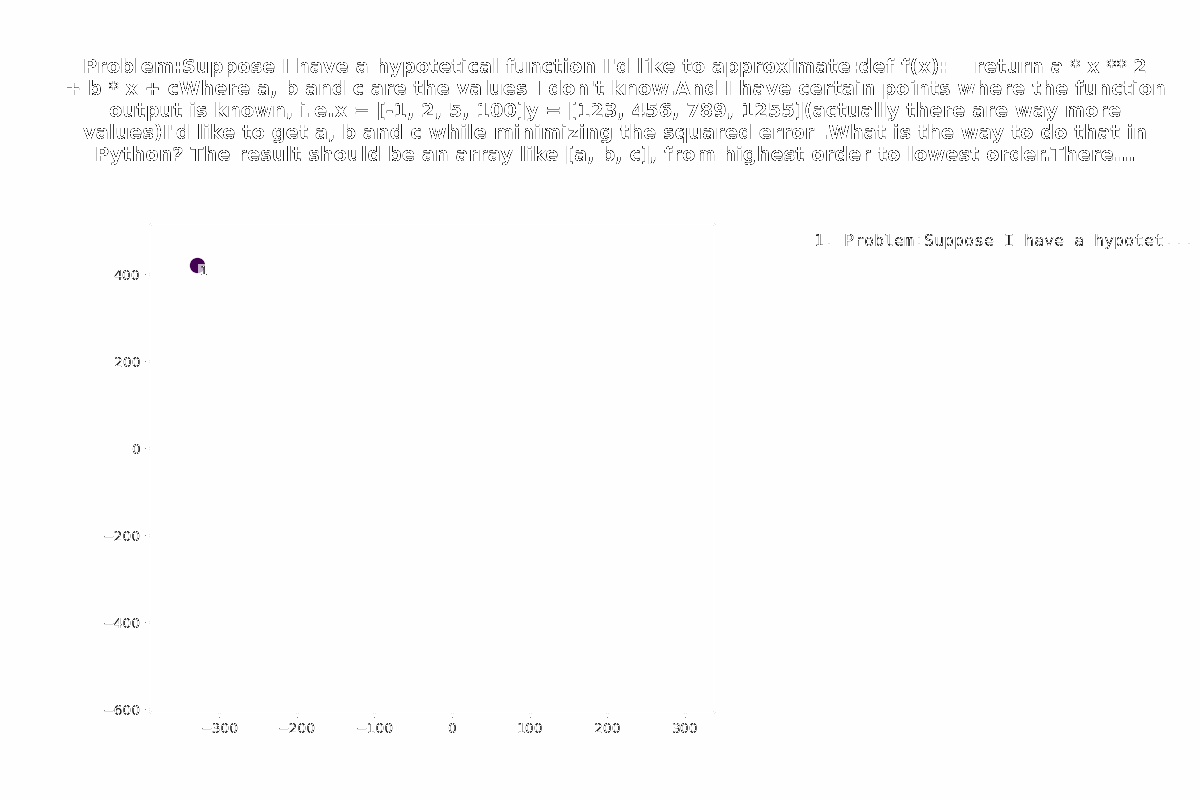 Problem:Suppose I have a hypotetical function I'd like to approximate:def f(x): return a * x ** 2
+ b * x + cWhere a, b and c are the values I don't know.And I have certain points where the function
output is known, i.e.x = [-1, 2, 5, 100]y = [123, 456, 789, 1255](actually there are way more
values)I'd like to get a, b and c while minimizing the squared error .What is the way to do that in
Python? The result should be an array like [a, b, c], from highest order to lowest order.There...
1. Problem:Suppose I have a hypotet...
1
400
200
0
−200
−400
−600
−300 −200 −100 0 100 200 300